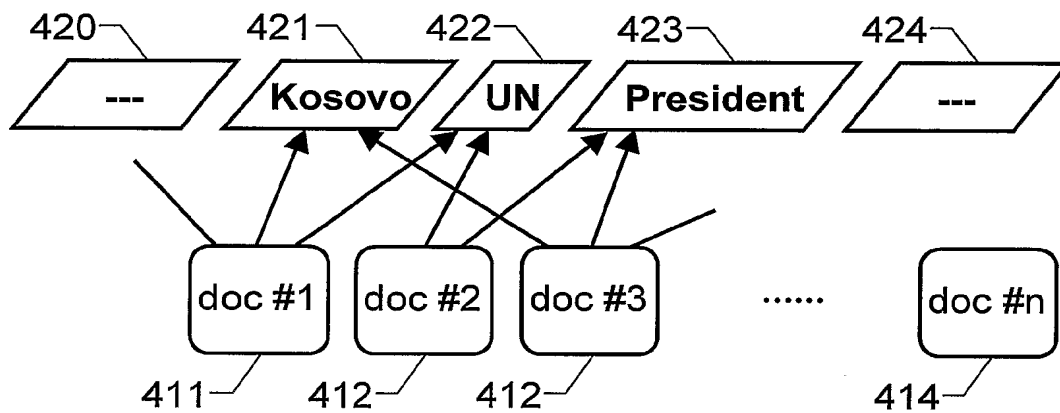 420 421 422 423 424
--- Kosovo UN President ---
doc #1 doc #2 doc #3 ...... doc #n
411 412 412 414